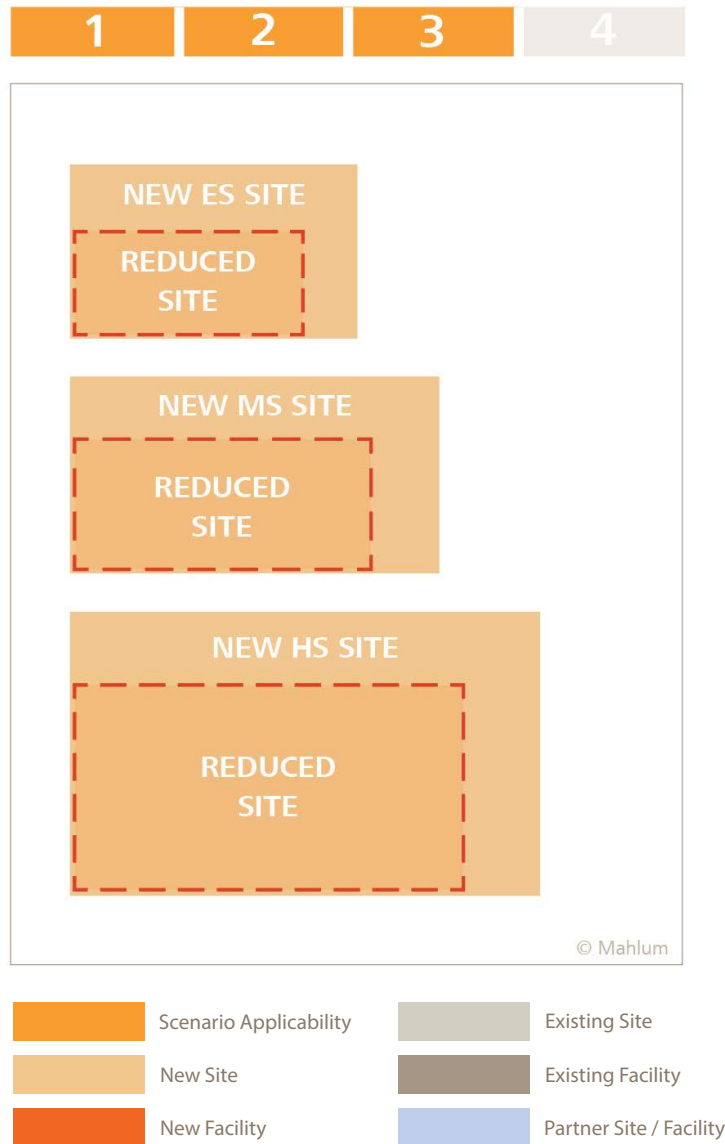 1 2 3 4
NEW ES SITE
REDUCED
SITE
NEW MS SITE
REDUCED
SITE
NEW HS SITE
REDUCED
SITE
© Mahlum
Scenario Applicability
Existing Site
New Site
Existing Facility
New Facility
Partner Site / Facility